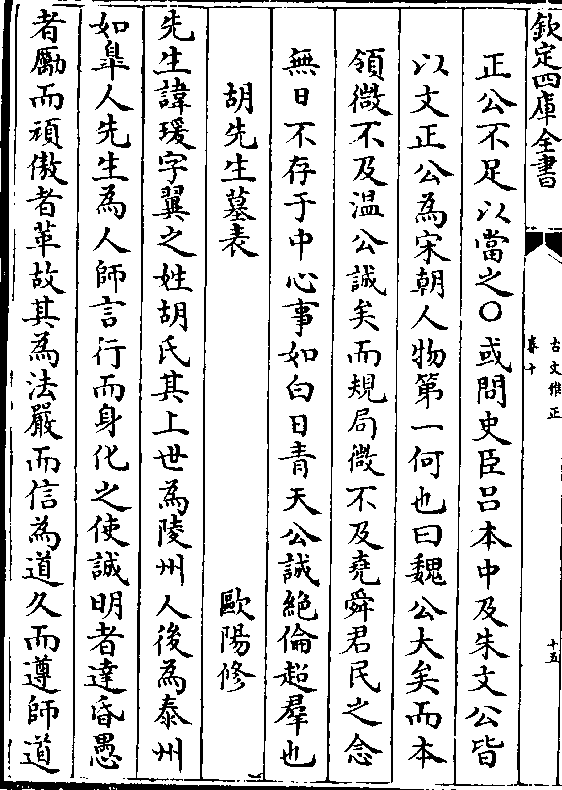 欽定四庫全書
古文雅正
卷十
十五
正公不足以當之〇或問史臣吕本中及朱文公皆
以文正公為宋朝人物第一何也曰魏公大矣而本
領微不及温公誠矣而規局微不及堯舜君民之念
無日不存于中心事如白日青天公誠絶倫超羣也
胡先生墓表
歐陽修
先生諱瑗字翼之姓胡氏其上世為陵州人後為泰州
如臯人先生為人師言行而身化之使誠明者達昏愚
者勵而頑傲者革故其為法嚴而信為道久而遵師道